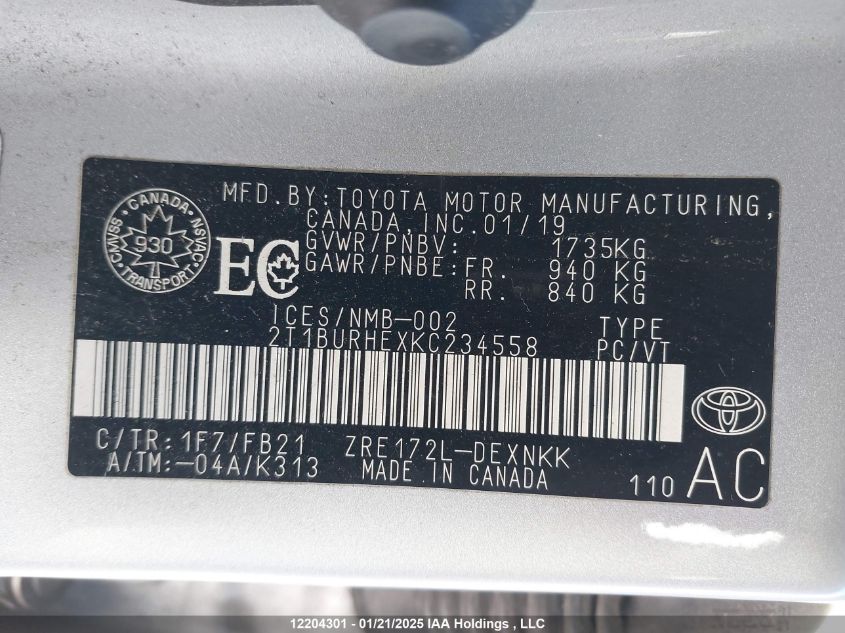 MFD.BY:TOYOTA MOTOR MANUFACTURING,
CANADA,INC.01/19
GVWR/PNBV: 1735KG
GAWR/PNBE:FR. 940 KG
RR. 840 KG
CANADA
CMVSS NSVAC
930
TRANSPORT
EC
ICES/NMB-002 TYPE
2T1BURHEXKC234558 PC/VT
C/TR:1F7/FB21 ZRE172L-DEXNKK
A/TM:-04A/K313 MADE IN CANADA
110 AC
12204301 - 01/21/2025 IAA Holdings , LLC